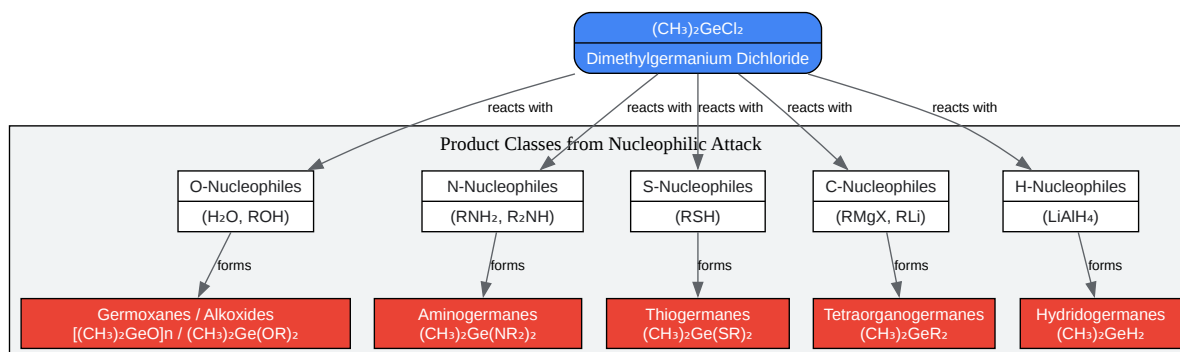 (CH₃)₂GeCl₂
Dimethylgermanium Dichloride
reacts with
reacts with
reacts with
reacts with
reacts with
Product Classes from Nucleophilic Attack
O-Nucleophiles
(H₂O, ROH)
N-Nucleophiles
(RNH₂, R₂NH)
S-Nucleophiles
(RSH)
C-Nucleophiles
(RMgX, RLi)
H-Nucleophiles
(LiAlH₄)
forms
forms
forms
forms
forms
Germoxanes / Alkoxides
[(CH₃)₂GeO]n / (CH₃)₂Ge(OR)₂
Aminogermanes
(CH₃)₂Ge(NR₂)₂
Thiogermanes
(CH₃)₂Ge(SR)₂
Tetraorganogermanes
(CH₃)₂GeR₂
Hydridogermanes
(CH₃)₂GeH₂